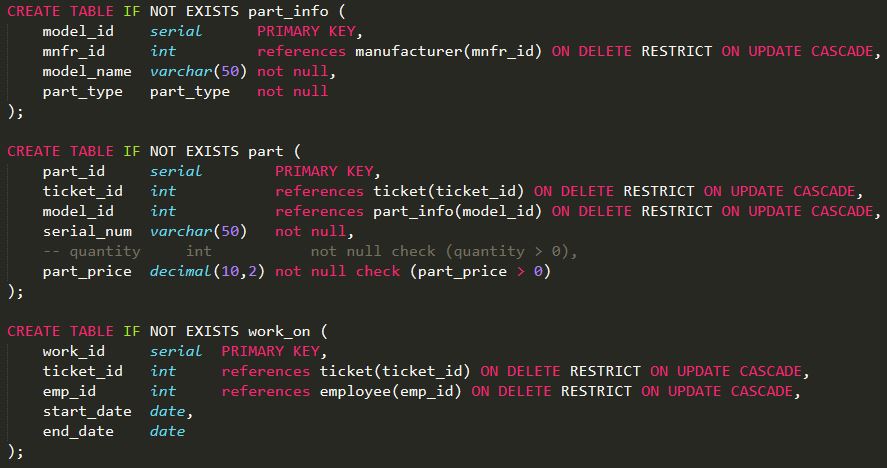 CREATE TABLE IF NOT EXISTS part_info (
    model_id    serial      PRIMARY KEY,
    mnfr_id     int         references manufacturer(mnfr_id) ON DELETE RESTRICT ON UPDATE CASCADE,
    model_name  varchar(50) not null,
    part_type   part_type   not null
);

CREATE TABLE IF NOT EXISTS part (
    part_id     serial        PRIMARY KEY,
    ticket_id   int           references ticket(ticket_id) ON DELETE RESTRICT ON UPDATE CASCADE,
    model_id    int           references part_info(model_id) ON DELETE RESTRICT ON UPDATE CASCADE,
    serial_num  varchar(50)   not null,
    -- quantity     int           not null check (quantity > 0),
    part_price  decimal(10,2) not null check (part_price > 0)
);

CREATE TABLE IF NOT EXISTS work_on (
    work_id     serial  PRIMARY KEY,
    ticket_id   int     references ticket(ticket_id) ON DELETE RESTRICT ON UPDATE CASCADE,
    emp_id      int     references employee(emp_id) ON DELETE RESTRICT ON UPDATE CASCADE,
    start_date  date,
    end_date    date
);